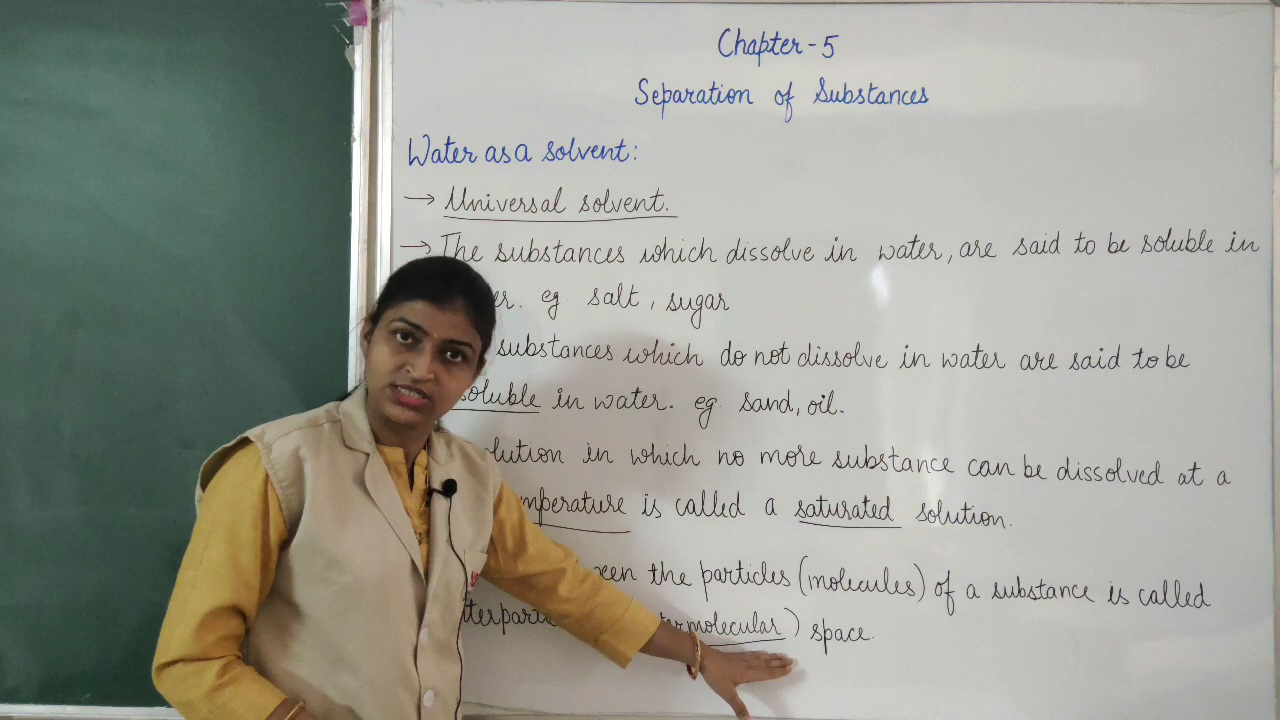 Chapter-5
Separation of Substances
Water as a solvent:
→ Universal solvent.
→ The substances which dissolve in water, are said to be soluble in
er. eg. salt, sugar
substances which do not dissolve in water are said to be
soluble in water. eg. sand, oil.
lution in which no more substance can be dissolved at a
mperature is called a saturated solution.
een the particles (molecules) of a substance is called
terparti termolecular) space.